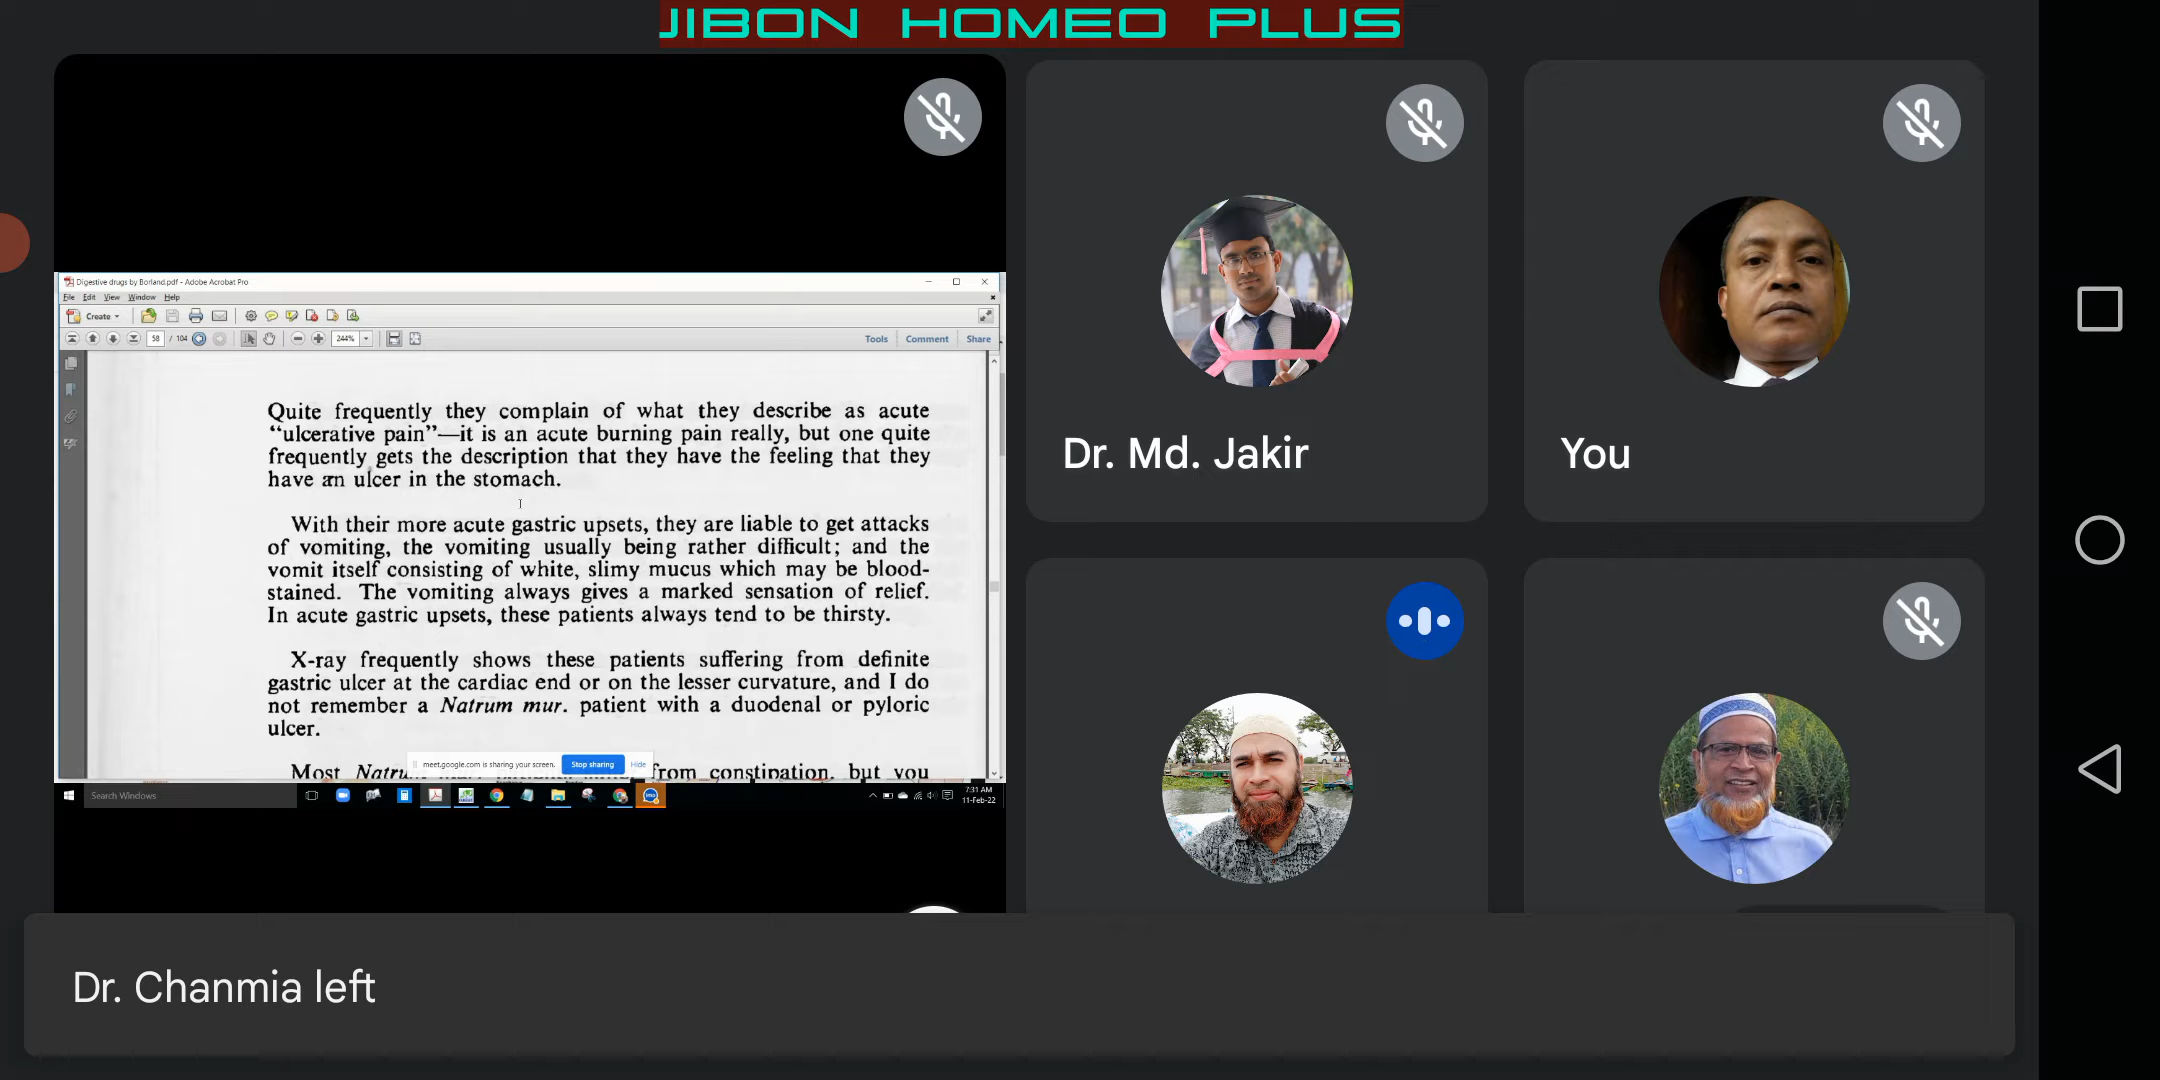 JIBON HOMEO PLUS
Digestive drugs by Borland.pdf - Adobe Acrobat Pro
File Edit View Window Help
Create
58 / 104 244% Tools Comment Share
Quite frequently they complain of what they describe as acute
“ulcerative pain”—it is an acute burning pain really, but one quite
frequently gets the description that they have the feeling that they
have an ulcer in the stomach.
With their more acute gastric upsets, they are liable to get attacks
of vomiting, the vomiting usually being rather difficult; and the
vomit itself consisting of white, slimy mucus which may be blood-
stained. The vomiting always gives a marked sensation of relief.
In acute gastric upsets, these patients always tend to be thirsty.
X-ray frequently shows these patients suffering from definite
gastric ulcer at the cardiac end or on the lesser curvature, and I do
not remember a Natrum mur. patient with a duodenal or pyloric
ulcer.
Most from constipation, but you
meet.google.com is sharing your screen. Stop sharing Hide
Search Windows
7:31 AM
11-Feb-22
Dr. Md. Jakir
You
Dr. Chanmia left